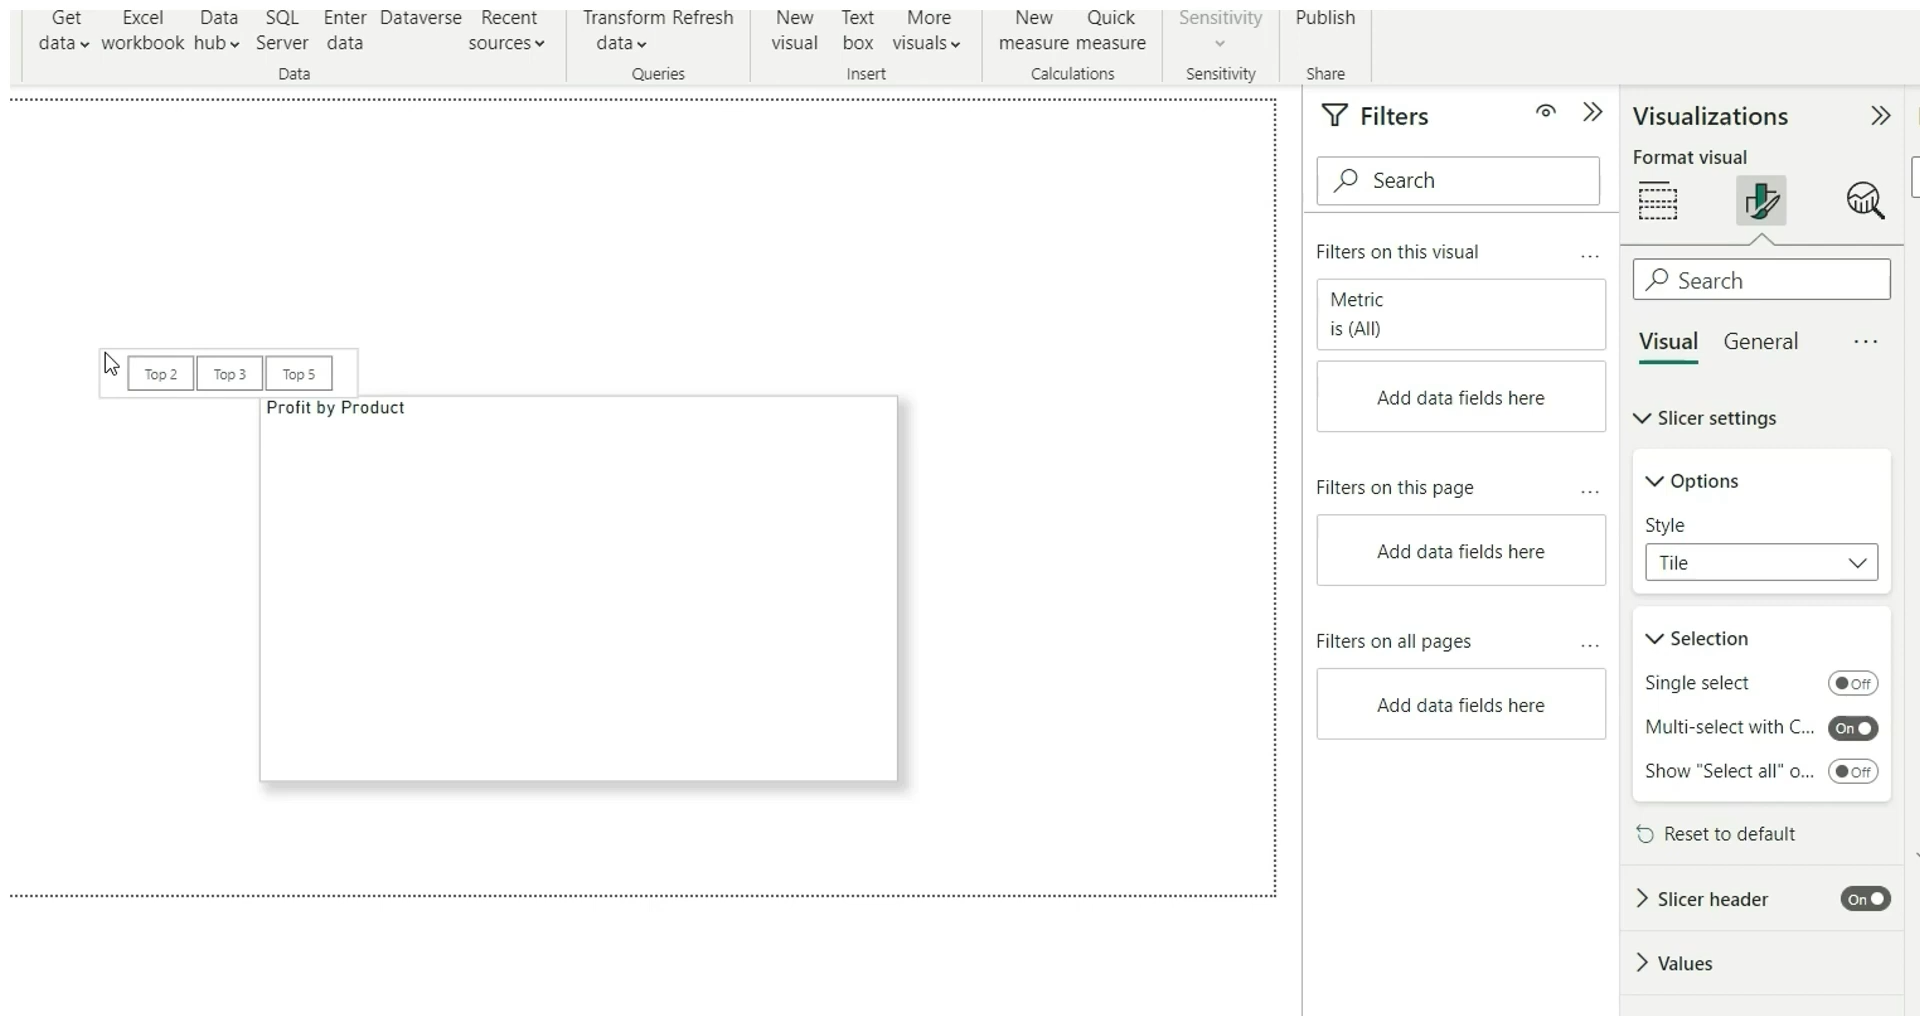 Get Excel Data SQL Enter Dataverse Recent Transform Refresh New Text More New Quick Sensitivity Publish
data workbook hub Server data sources data visual box visuals measure measure
Data Queries Insert Calculations Sensitivity Share
Filters
Search
Filters on this visual ...
Metric
is (All)
Add data fields here
Filters on this page ...
Add data fields here
Filters on all pages ...
Add data fields here
Top 2 Top 3 Top 5
Profit by Product
Visualizations
Format visual
Search
Visual General ...
Slicer settings
Options
Style
Tile
Selection
Single select Off
Multi-select with C... On
Show "Select all" o... Off
Reset to default
Slicer header On
Values